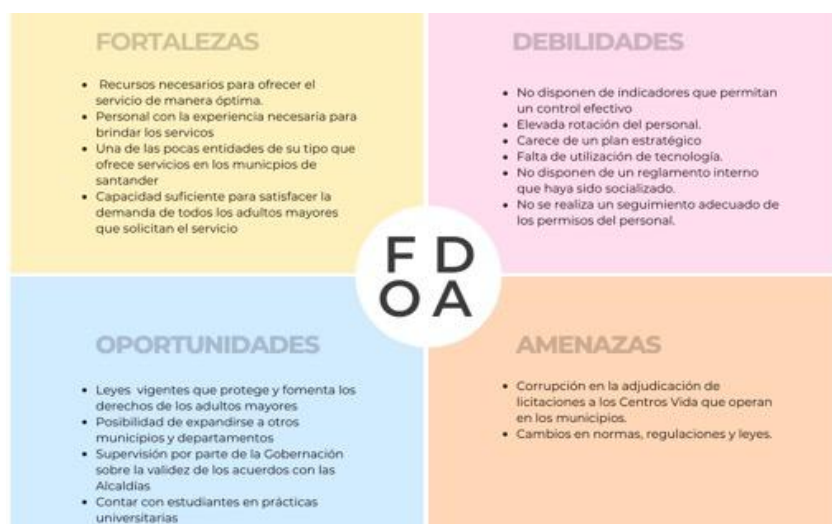 FORTALEZAS
• Recursos necesarios para ofrecer el
servicio de manera óptima.
• Personal con la experiencia necesaria para
brindar los servicos
• Una de las pocas entidades de su tipo que
ofrece servicios en los municpios de
santander
• Capacidad suficiente para satisfacer la
demanda de todos los adultos mayores
que solicitan el servicio
DEBILIDADES
• No disponen de indicadores que permitan
un control efectivo
• Elevada rotación del personal.
• Carece de un plan estratégico
• Falta de utilización de tecnología.
• No disponen de un reglamento interno
que haya sido socializado.
• No se realiza un seguimiento adecuado de
los permisos del personal.
F D
O A
OPORTUNIDADES
• Leyes vigentes que protege y fomenta los
derechos de los adultos mayores
• Posibilidad de expandirse a otros
municipios y departamentos
• Supervisión por parte de la Gobernación
sobre la validez de los acuerdos con las
Alcaldías
• Contar con estudiantes en prácticas
universitarias
AMENAZAS
• Corrupción en la adjudicación de
licitaciones a los Centros Vida que operan
en los municipios.
• Cambios en normas, regulaciones y leyes.